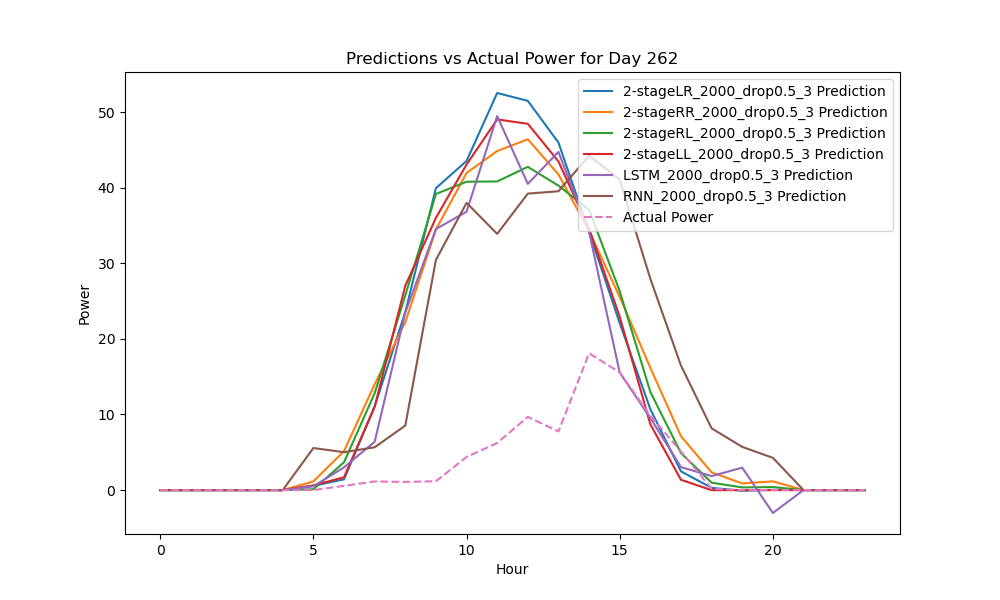 Predictions vs Actual Power for Day 262
2-stageLR_2000_drop0.5_3 Prediction
2-stageRR_2000_drop0.5_3 Prediction
2-stageRL_2000_drop0.5_3 Prediction
2-stageLL_2000_drop0.5_3 Prediction
LSTM_2000_drop0.5_3 Prediction
RNN_2000_drop0.5_3 Prediction
Actual Power
50
40
30
20
10
0
Power
0 5 10 15 20
Hour